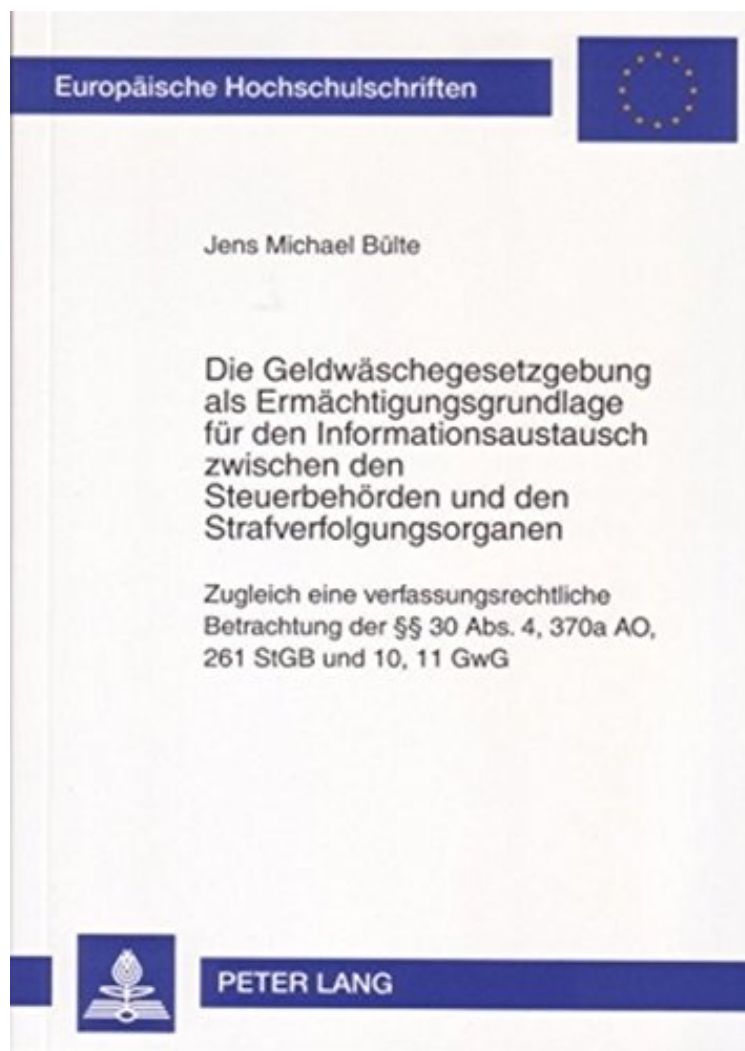 Europäische Hochschulschriften
Jens Michael Bülte
Die Geldwäschegesetzgebung
als Ermächtigungsgrundlage
für den Informationsaustausch
zwischen den
Steuerbehörden und den
Strafverfolgungsorganen
Zugleich eine verfassungsrechtliche
Betrachtung der §§ 30 Abs. 4, 370a AO,
261 StGB und 10, 11 GwG
PETER LANG